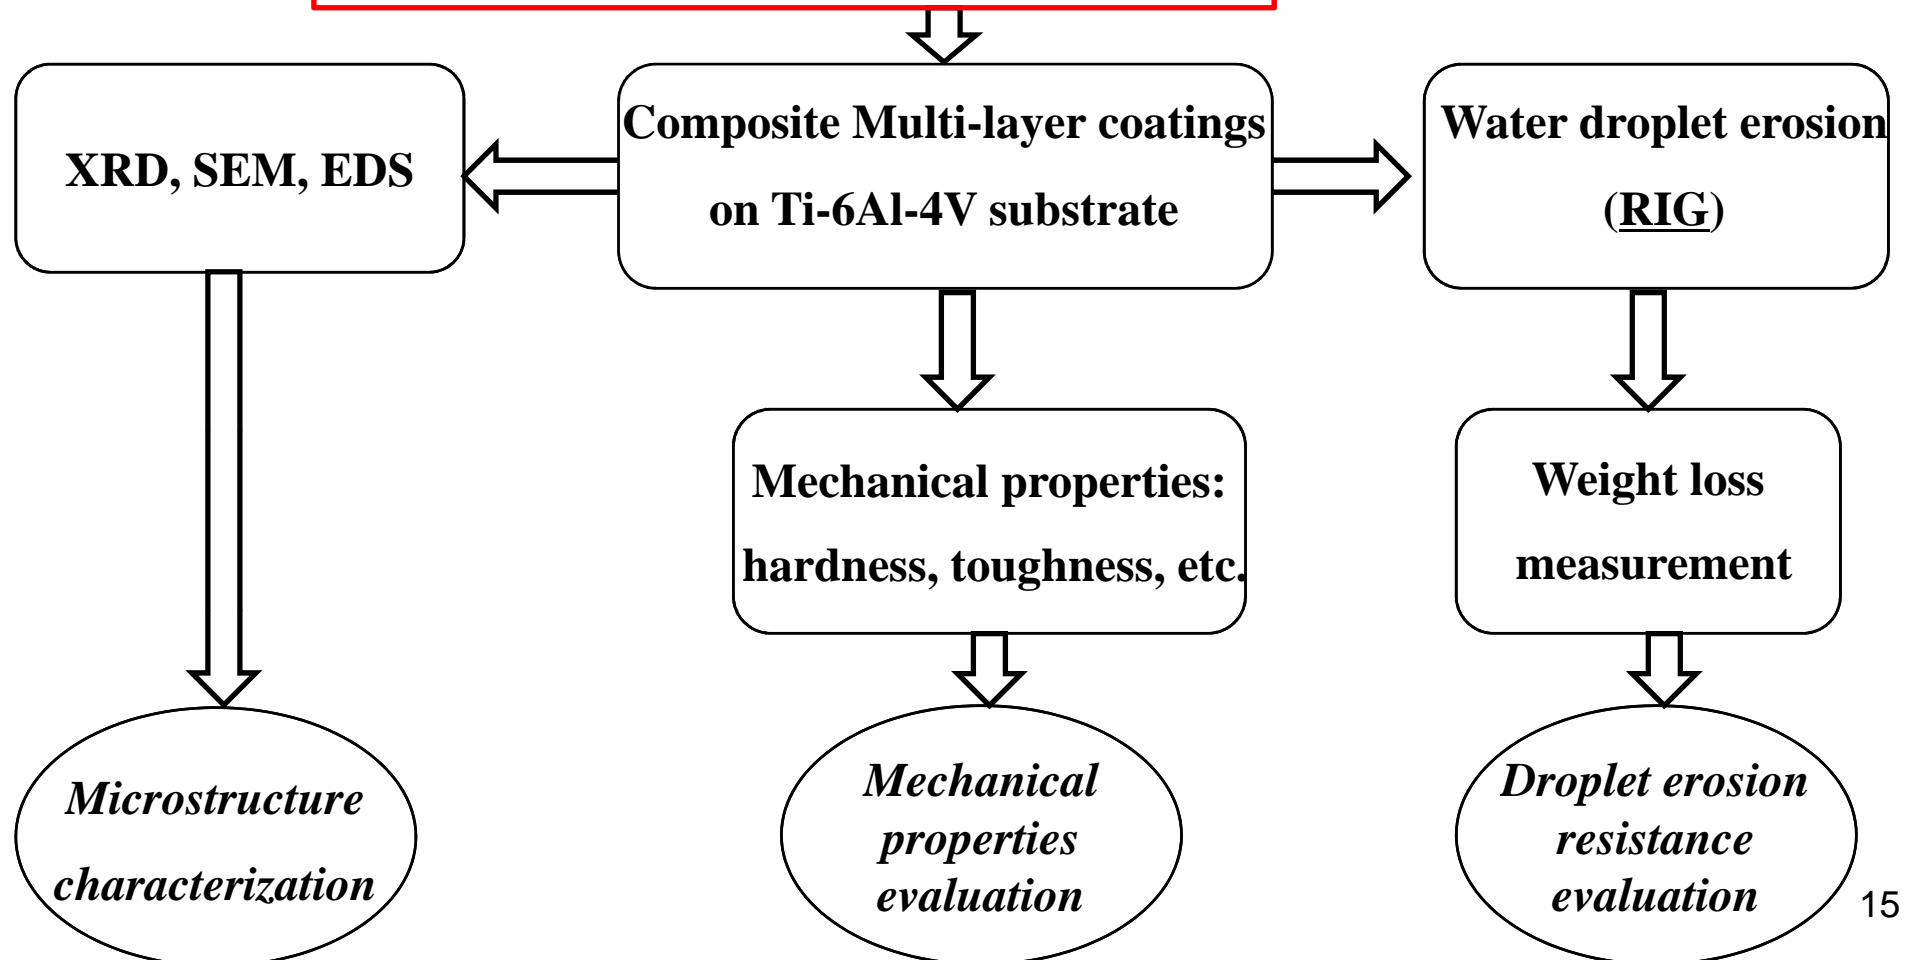 XRD, SEM, EDS
Composite Multi-layer coatings
on Ti-6Al-4V substrate
Water droplet erosion
(RIG)
Mechanical properties:
hardness, toughness, etc.
Weight loss
measurement
Microstructure
characterization
Mechanical
properties
evaluation
Droplet erosion
resistance
evaluation
15